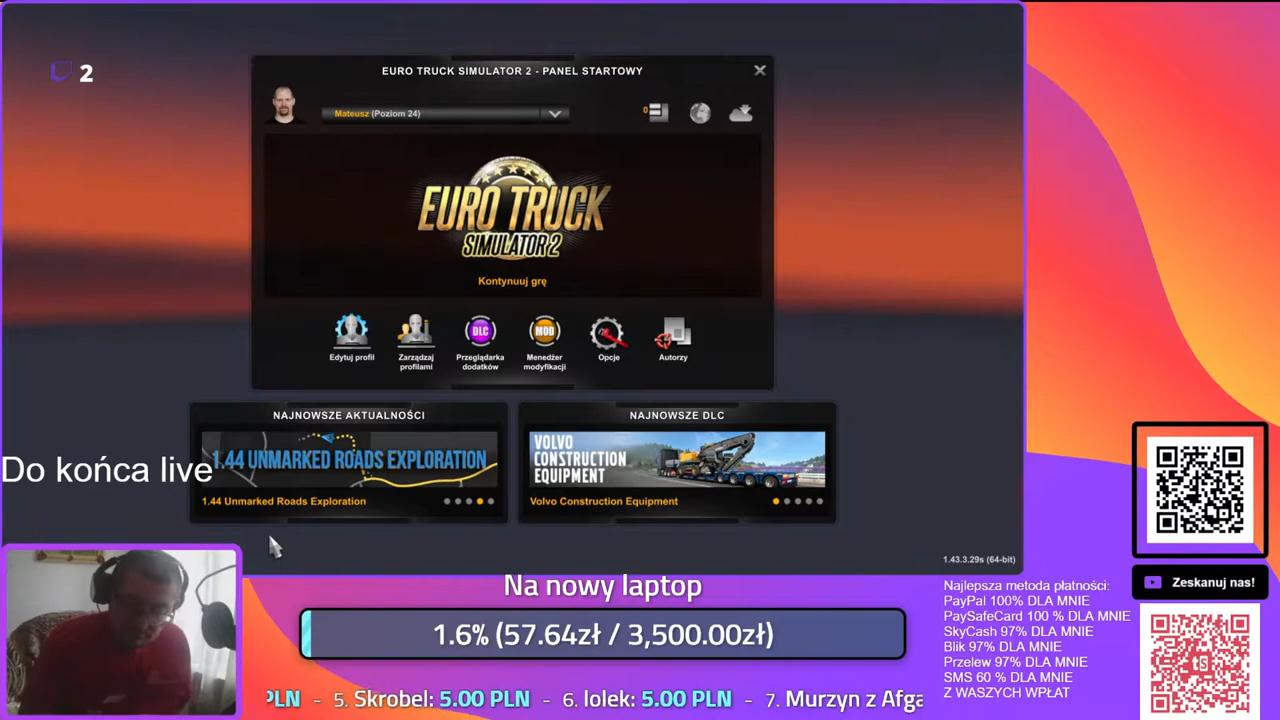 2
EURO TRUCK SIMULATOR 2 - PANEL STARTOWY
Mateusz (Poziom 24)
0
EURO TRUCK
SIMULATOR 2
Kontynuuj grę
DLC
MOD
Edytuj profil
Zarządzaj
profilami
Przeglądarka
dodatków
Menedżer
modyfikacji
Opcje
Autorzy
NAJNOWSZE AKTUALNOŚCI
1.44 UNMARKED ROADS EXPLORATION
1.44 Unmarked Roads Exploration
NAJNOWSZE DLC
VOLVO
CONSTRUCTION
EQUIPMENT
Volvo Construction Equipment
Do końca live
1.43.3.29s (64-bit)
Na nowy laptop
1.6% (57.64zł / 3,500.00zł)
PLN - 5. Skrobel: 5.00 PLN - 6. lolek: 5.00 PLN - 7. Murzyn z Afga
Zeskanuj nas!
Najlepsza metoda płatności:
PayPal 100% DLA MNIE
PaySafeCard 100 % DLA MNIE
SkyCash 97% DLA MNIE
Blik 97% DLA MNIE
Przelew 97% DLA MNIE
SMS 60 % DLA MNIE
Z WASZYCH WPŁAT
tS